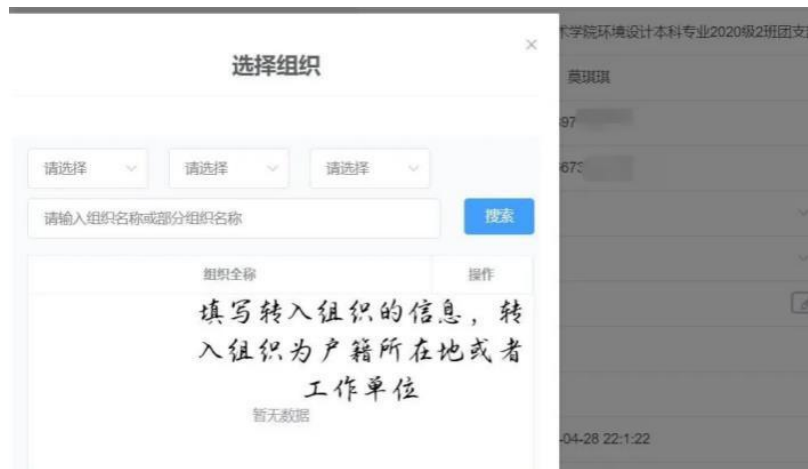 选择组织
×
请选择 请选择 请选择
请输入组织名称或部分组织名称 搜索
组织全称 操作
填写转入组织的信息，转
入组织为户籍所在地或者
工作单位
暂无数据
学院环境设计本科专业2020级2班团支
莫琪琪
97
673
-04-28 22:1:22